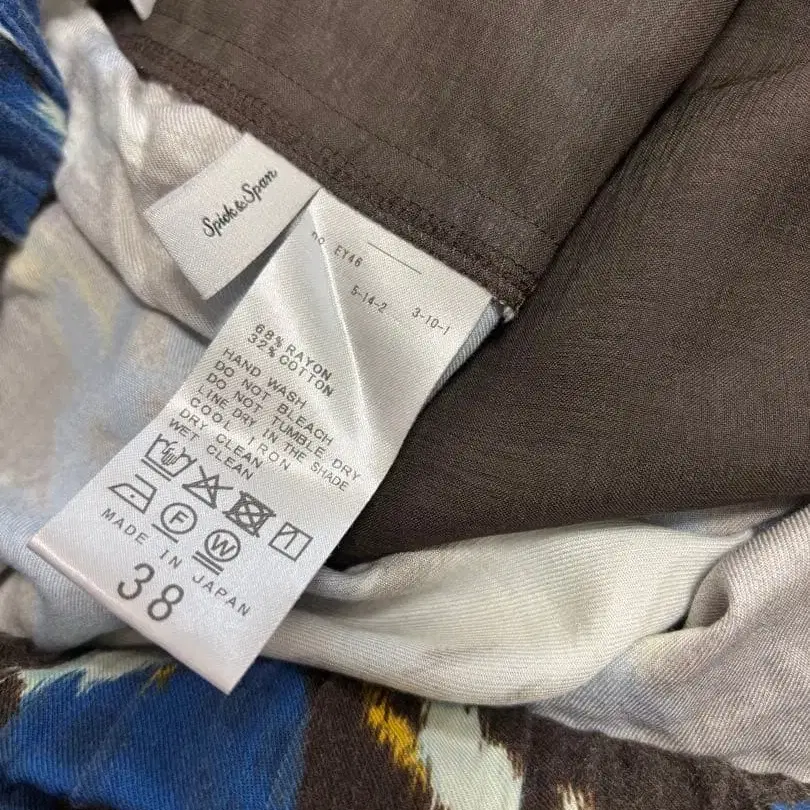 Spick & Span
no. EY46
5-14-2 3-10-1
68% RAYON
32% COTTON
HAND WASH
DO NOT BLEACH
DO NOT TUMBLE DRY
LINE DRY IN THE SHADE
COOL IRON
DRY CLEAN
WET CLEAN
F W
MADE IN JAPAN
38